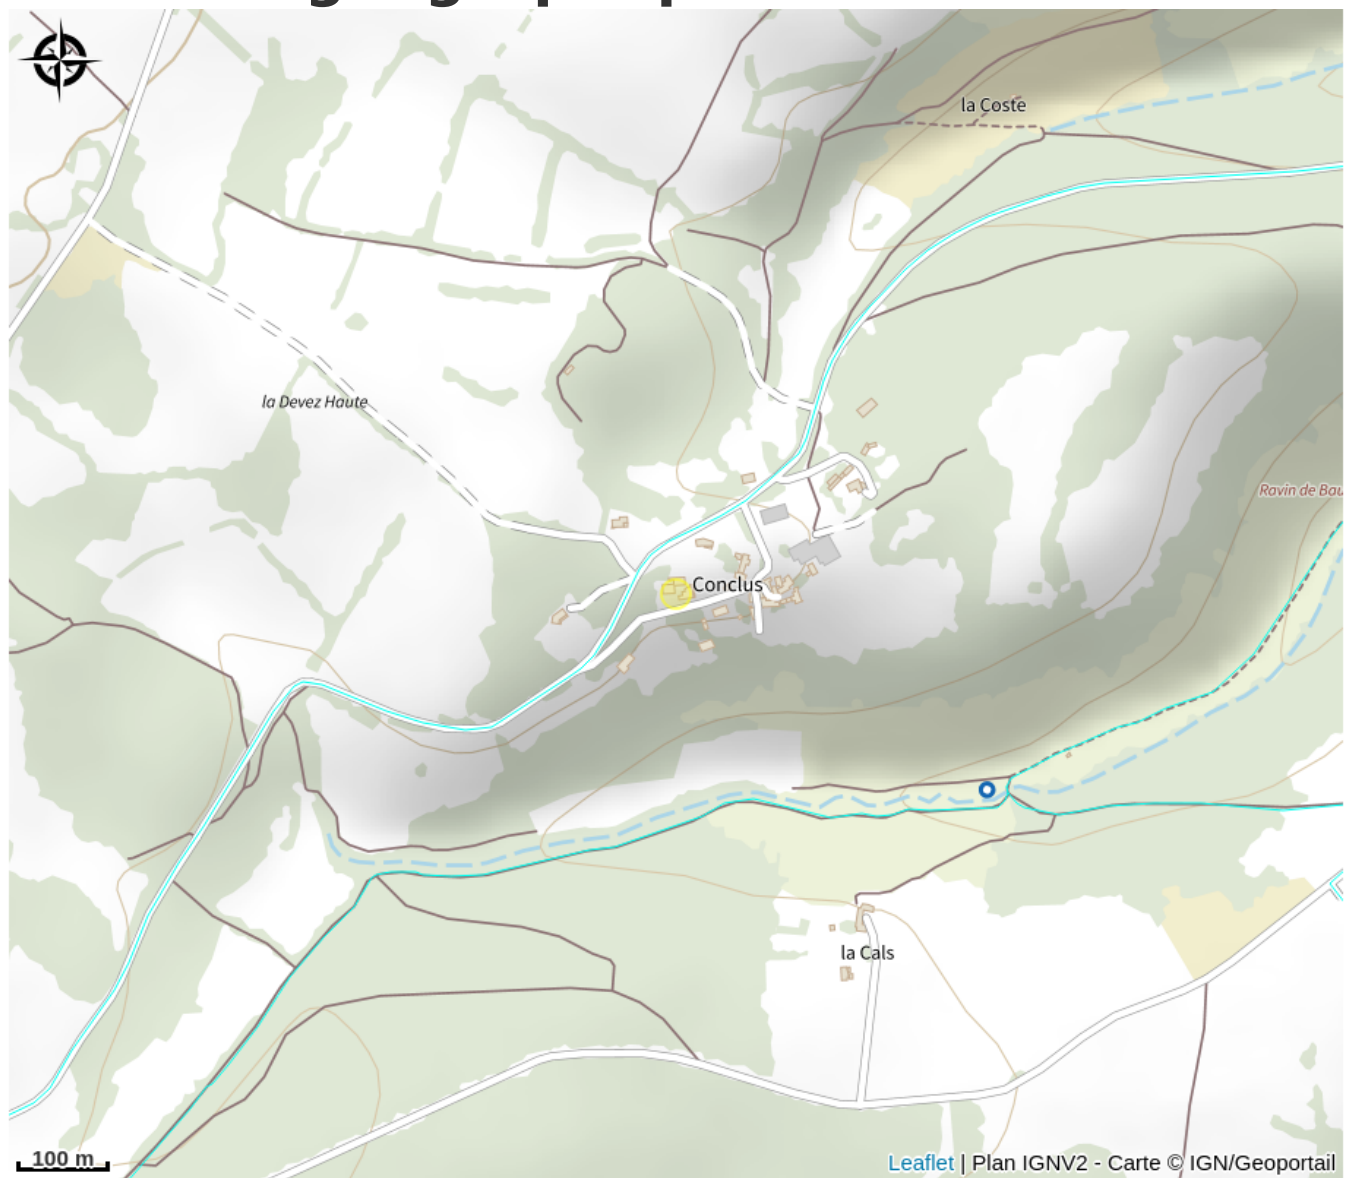 la Coste
la Devez Haute
Ravin de Bau
Conclus
la Cals
100 m
Leaflet | Plan IGNV2 - Carte © IGN/Geoportail